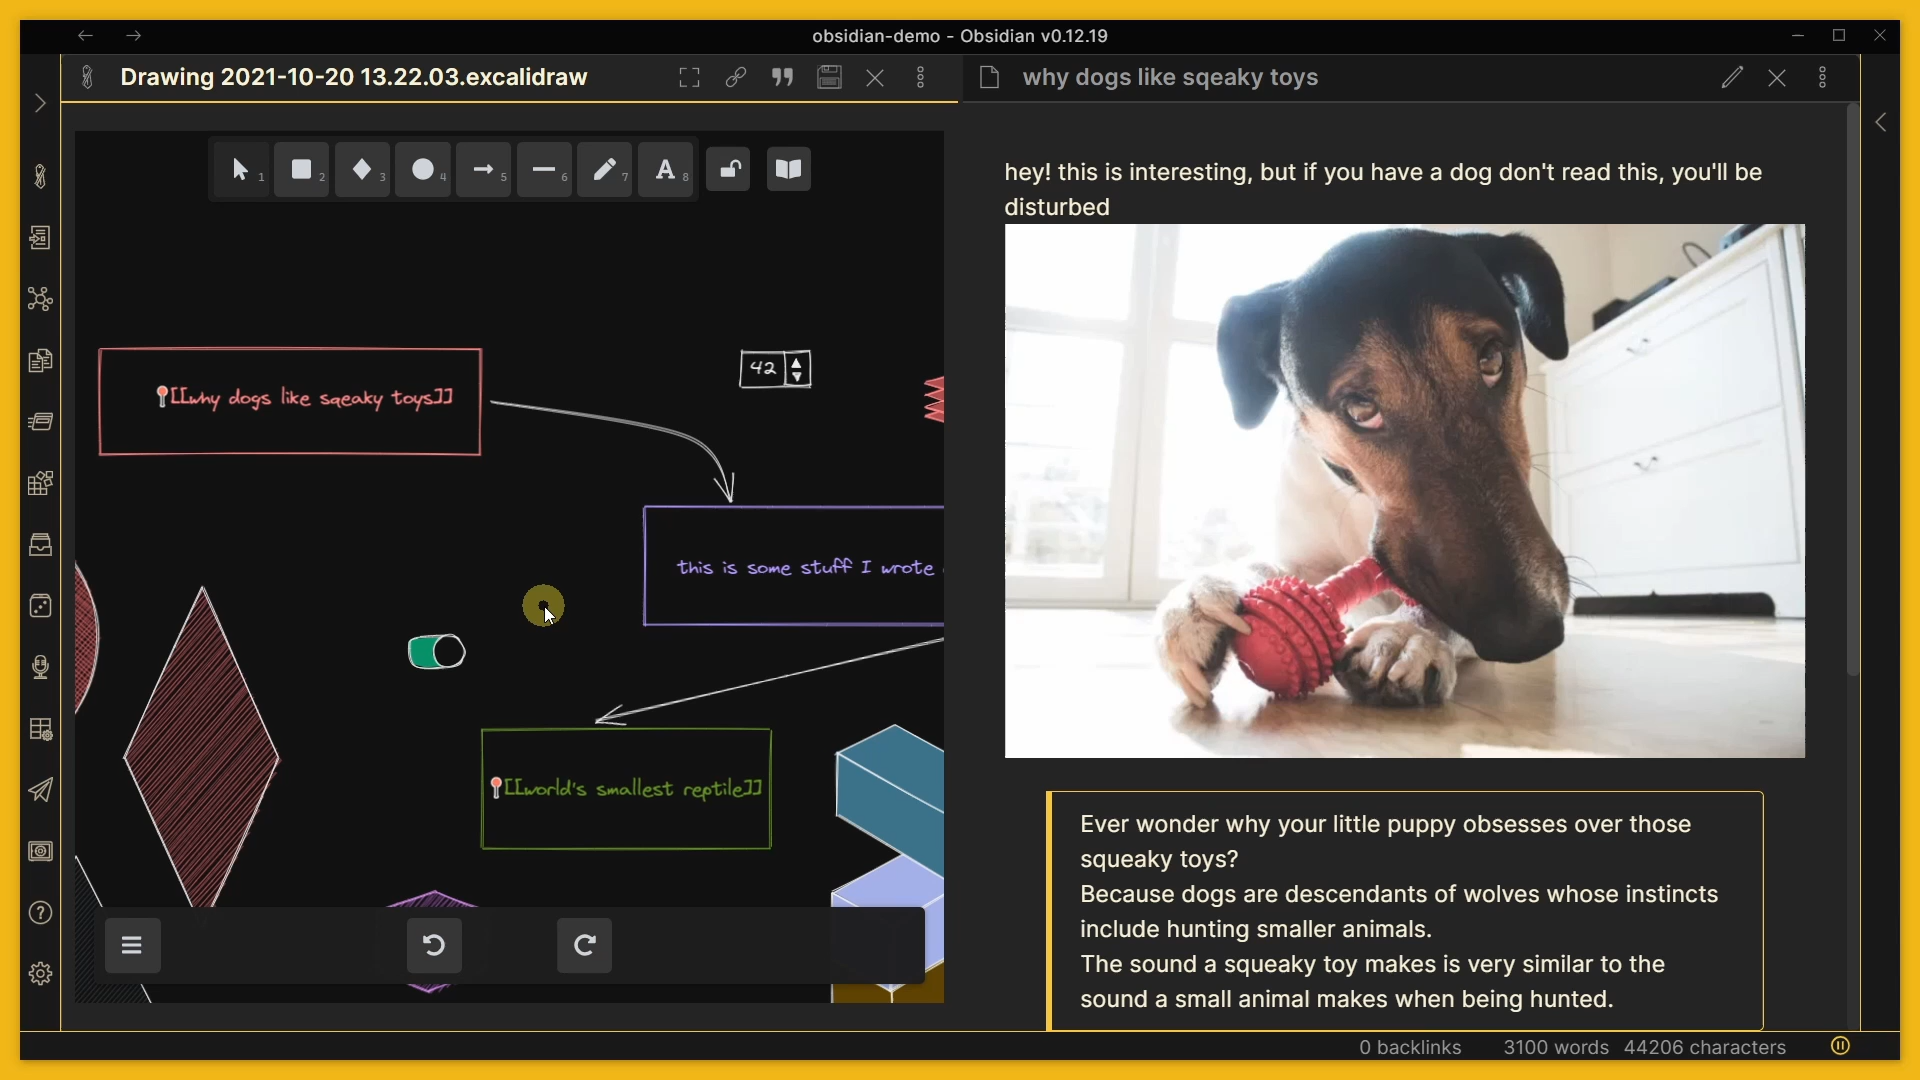 obsidian-demo - Obsidian v0.12.19
Drawing 2021-10-20 13.22.03.excalidraw
why dogs like sqeaky toys
1
2
3
4
5
6
A
7
8
hey! this is interesting, but if you have a dog don't read this, you'll be
disturbed
42
[[why dogs like sqeaky toys]]
this is some stuff I wrote
[[world's smallest reptile]]
Ever wonder why your little puppy obsesses over those
squeaky toys?
Because dogs are descendants of wolves whose instincts
include hunting smaller animals.
The sound a squeaky toy makes is very similar to the
sound a small animal makes when being hunted.
0 backlinks 3100 words 44206 characters